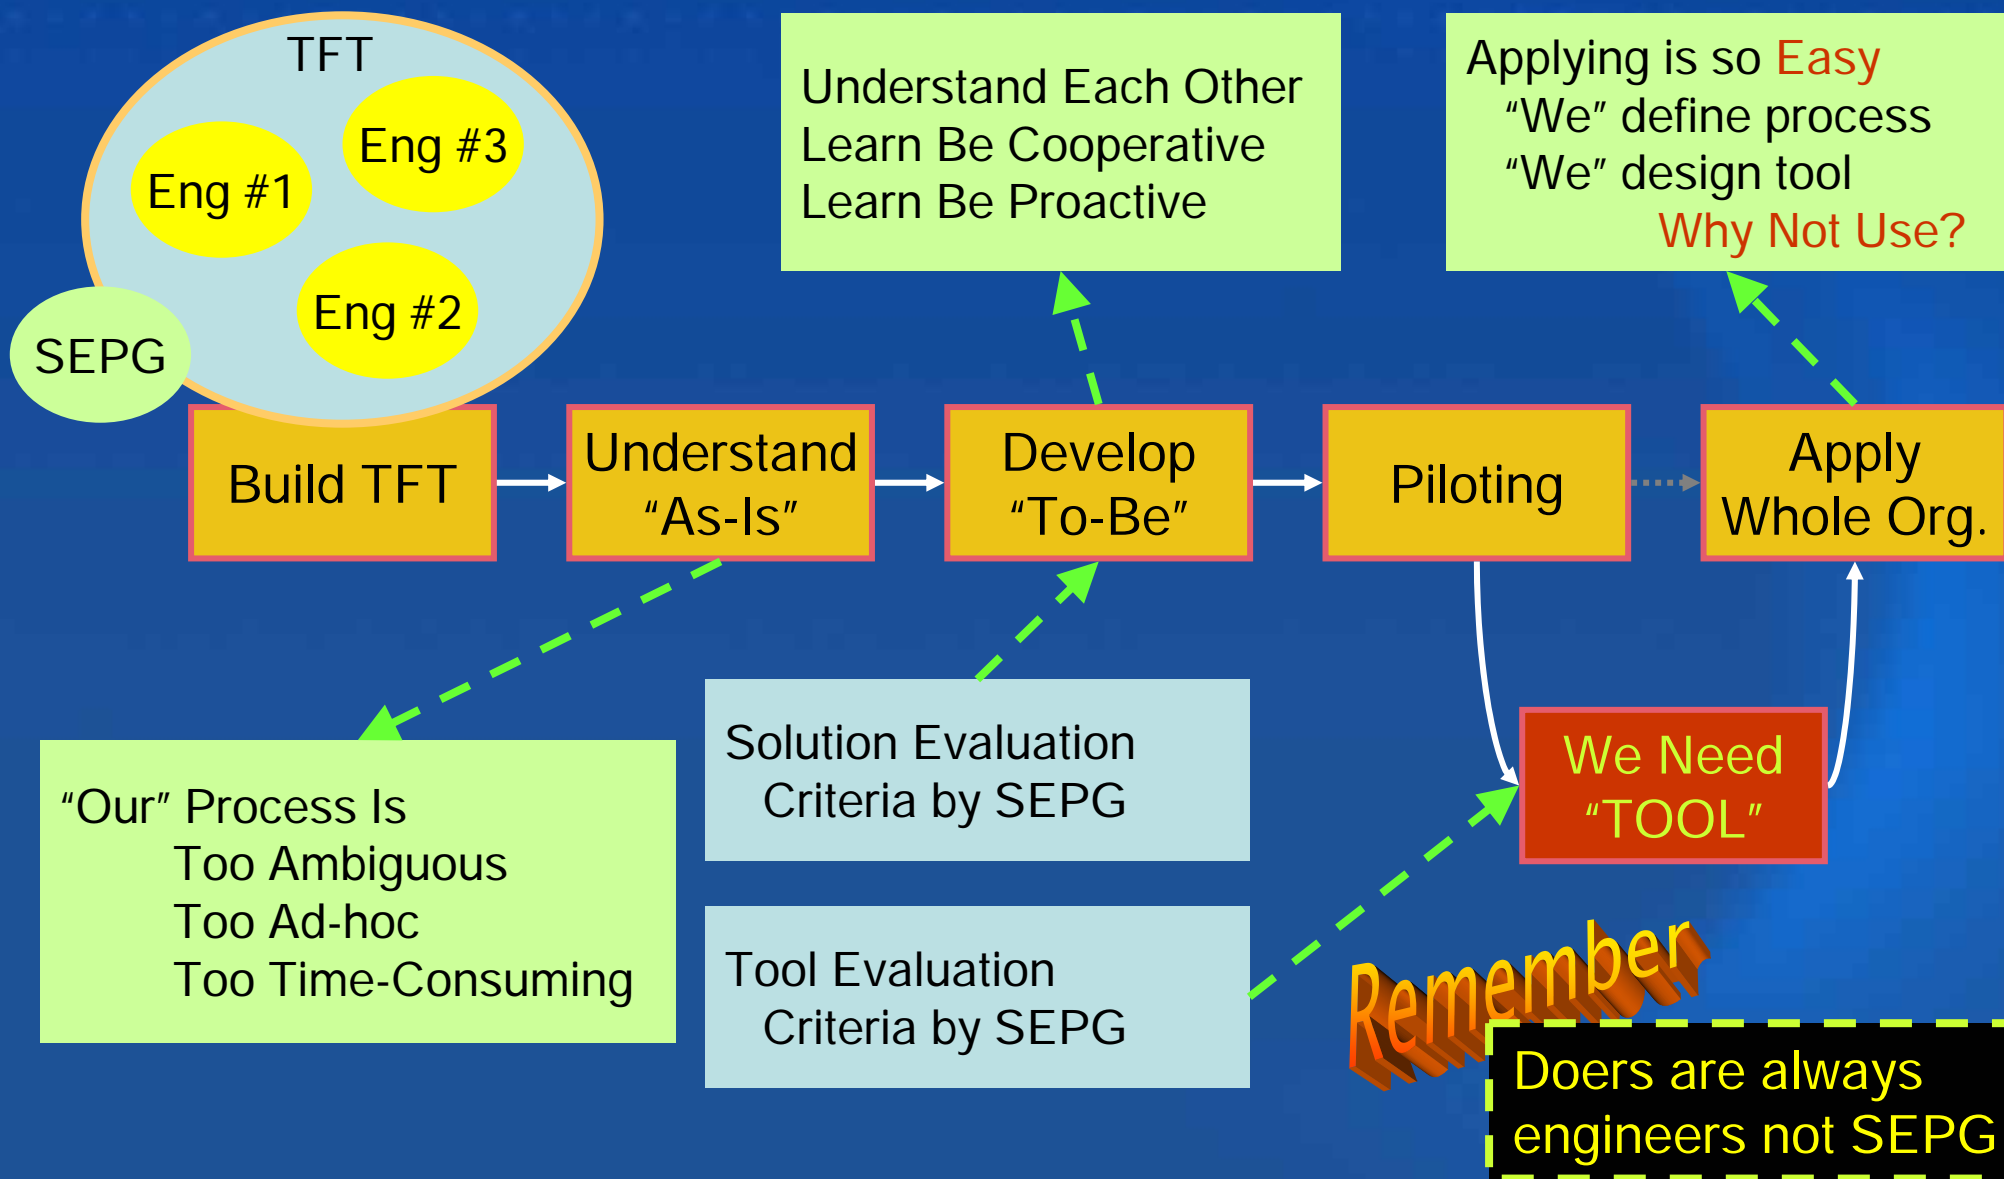 TFT
Eng #1
Eng #3
Eng #2
SEPG
Understand Each Other
Learn Be Cooperative
Learn Be Proactive
Applying is so Easy
“We” define process
“We” design tool
Why Not Use?
Build TFT
Understand
“As-Is”
Develop
“To-Be”
Piloting
Apply
Whole Org.
“Our” Process Is
Too Ambiguous
Too Ad-hoc
Too Time-Consuming
Solution Evaluation
Criteria by SEPG
Tool Evaluation
Criteria by SEPG
We Need
“TOOL”
Remember
Doers are always
engineers not SEPG